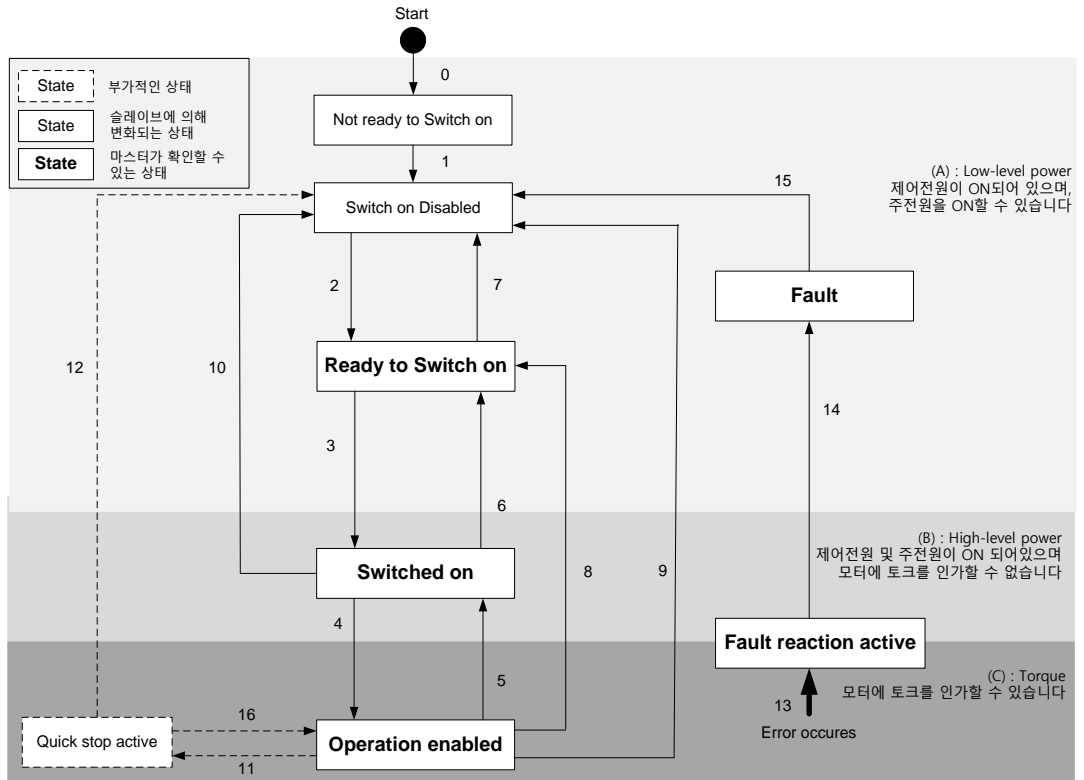 Start
0
State
부가적인 상태
State
슬레이브에 의해
변화되는 상태
State
마스터가 확인할 수
있는 상태
Not ready to Switch on
1
15
(A) : Low-level power
제어전원이 ON되어 있으며,
주전원을 ON할 수 있습니다
Switch on Disabled
2
7
Fault
12
10
Ready to Switch on
14
3
6
(B) : High-level power
제어전원 및 주전원이 ON 되어있으며
모터에 토크를 인가할 수 없습니다
Switched on
8
9
4
Fault reaction active
5
(C) : Torque
모터에 토크를 인가할 수 있습니다
13
16
Error occures
Quick stop active
Operation enabled
11